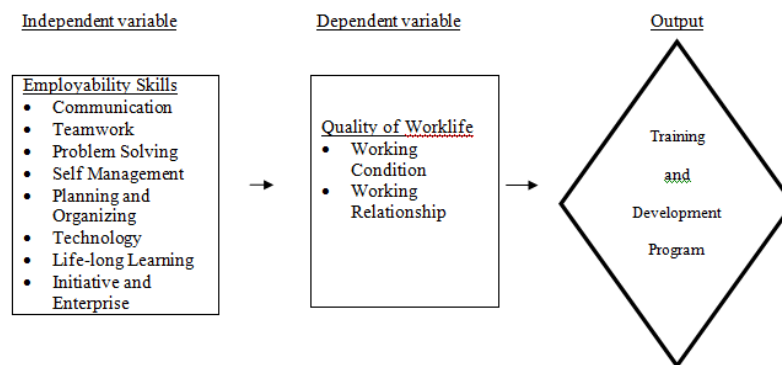 Independent variable
Dependent variable
Output
Employability Skills
• Communication
• Teamwork
• Problem Solving
• Self Management
• Planning and
Organizing
• Technology
• Life-long Learning
• Initiative and
Enterprise
Quality of Worklife
• Working
Condition
• Working
Relationship
Training
and
Development
Program